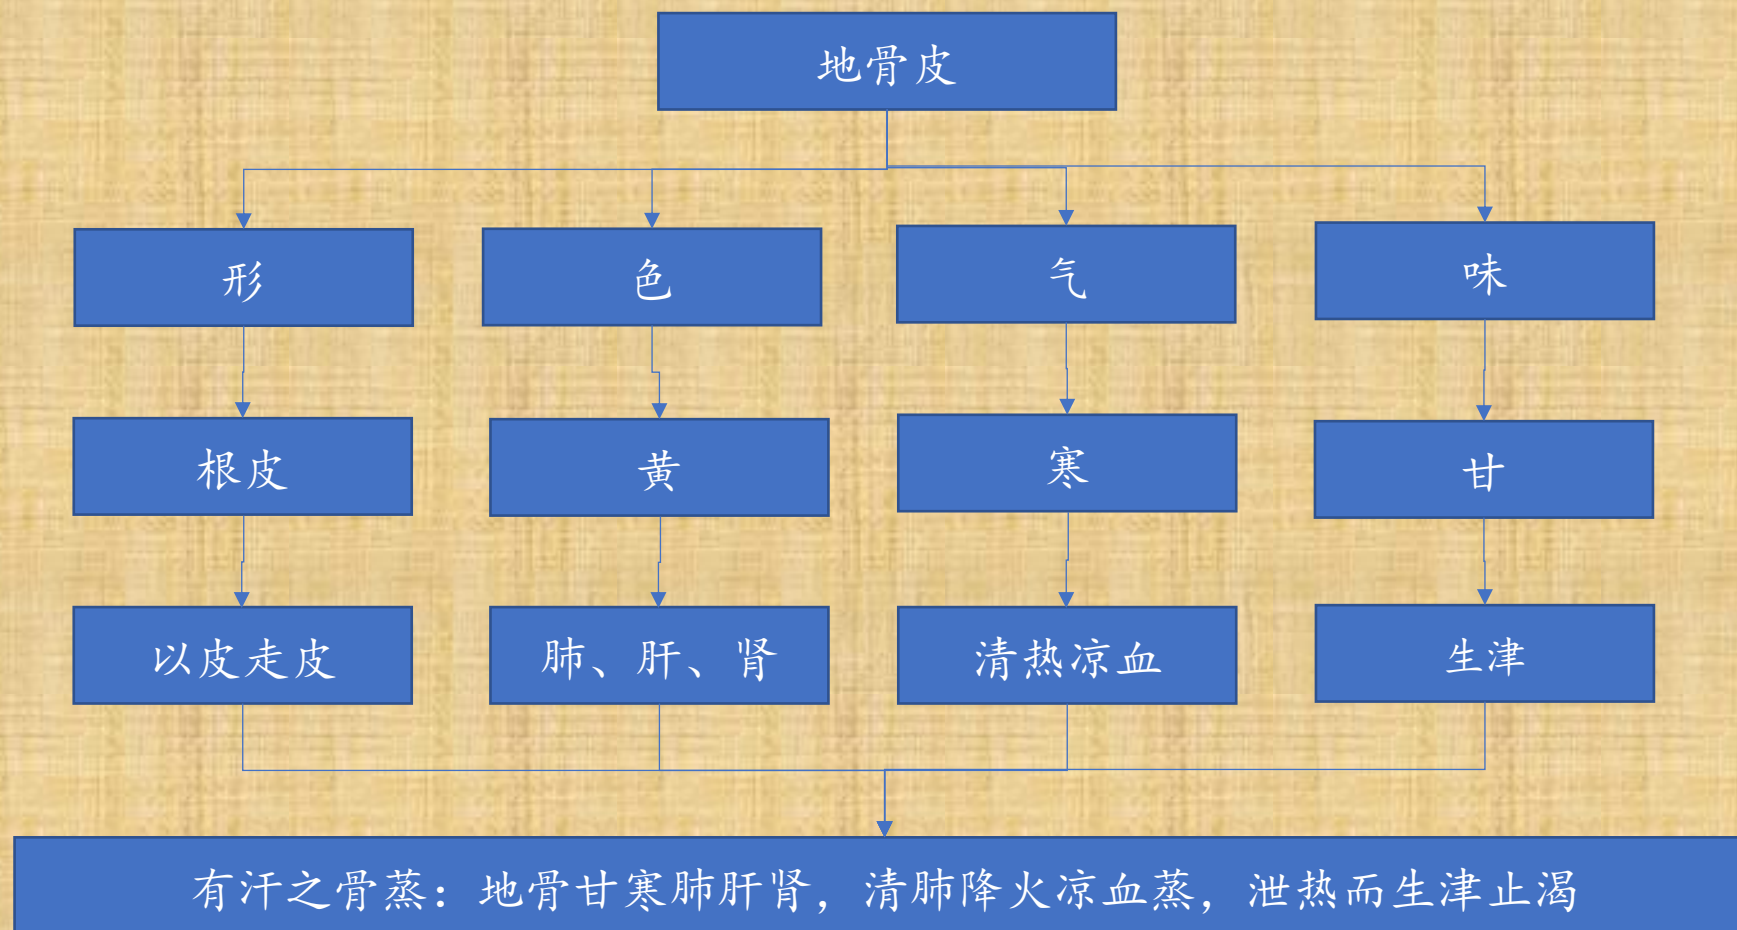 地骨皮
形
色
气
味
根皮
黄
寒
甘
以皮走皮
肺、肝、肾
清热凉血
生津
有汗之骨蒸：地骨甘寒肺肝肾，清肺降火凉血蒸，泄热而生津止渴